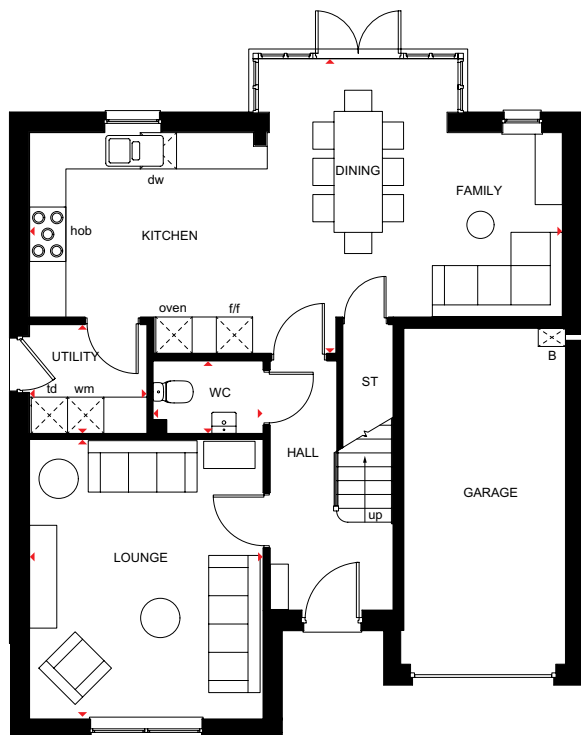 DINING
dw
FAMILY
hob
KITCHEN
oven
f/f
UTILITY
B
ST
td
wm
WC
HALL
GARAGE
up
LOUNGE